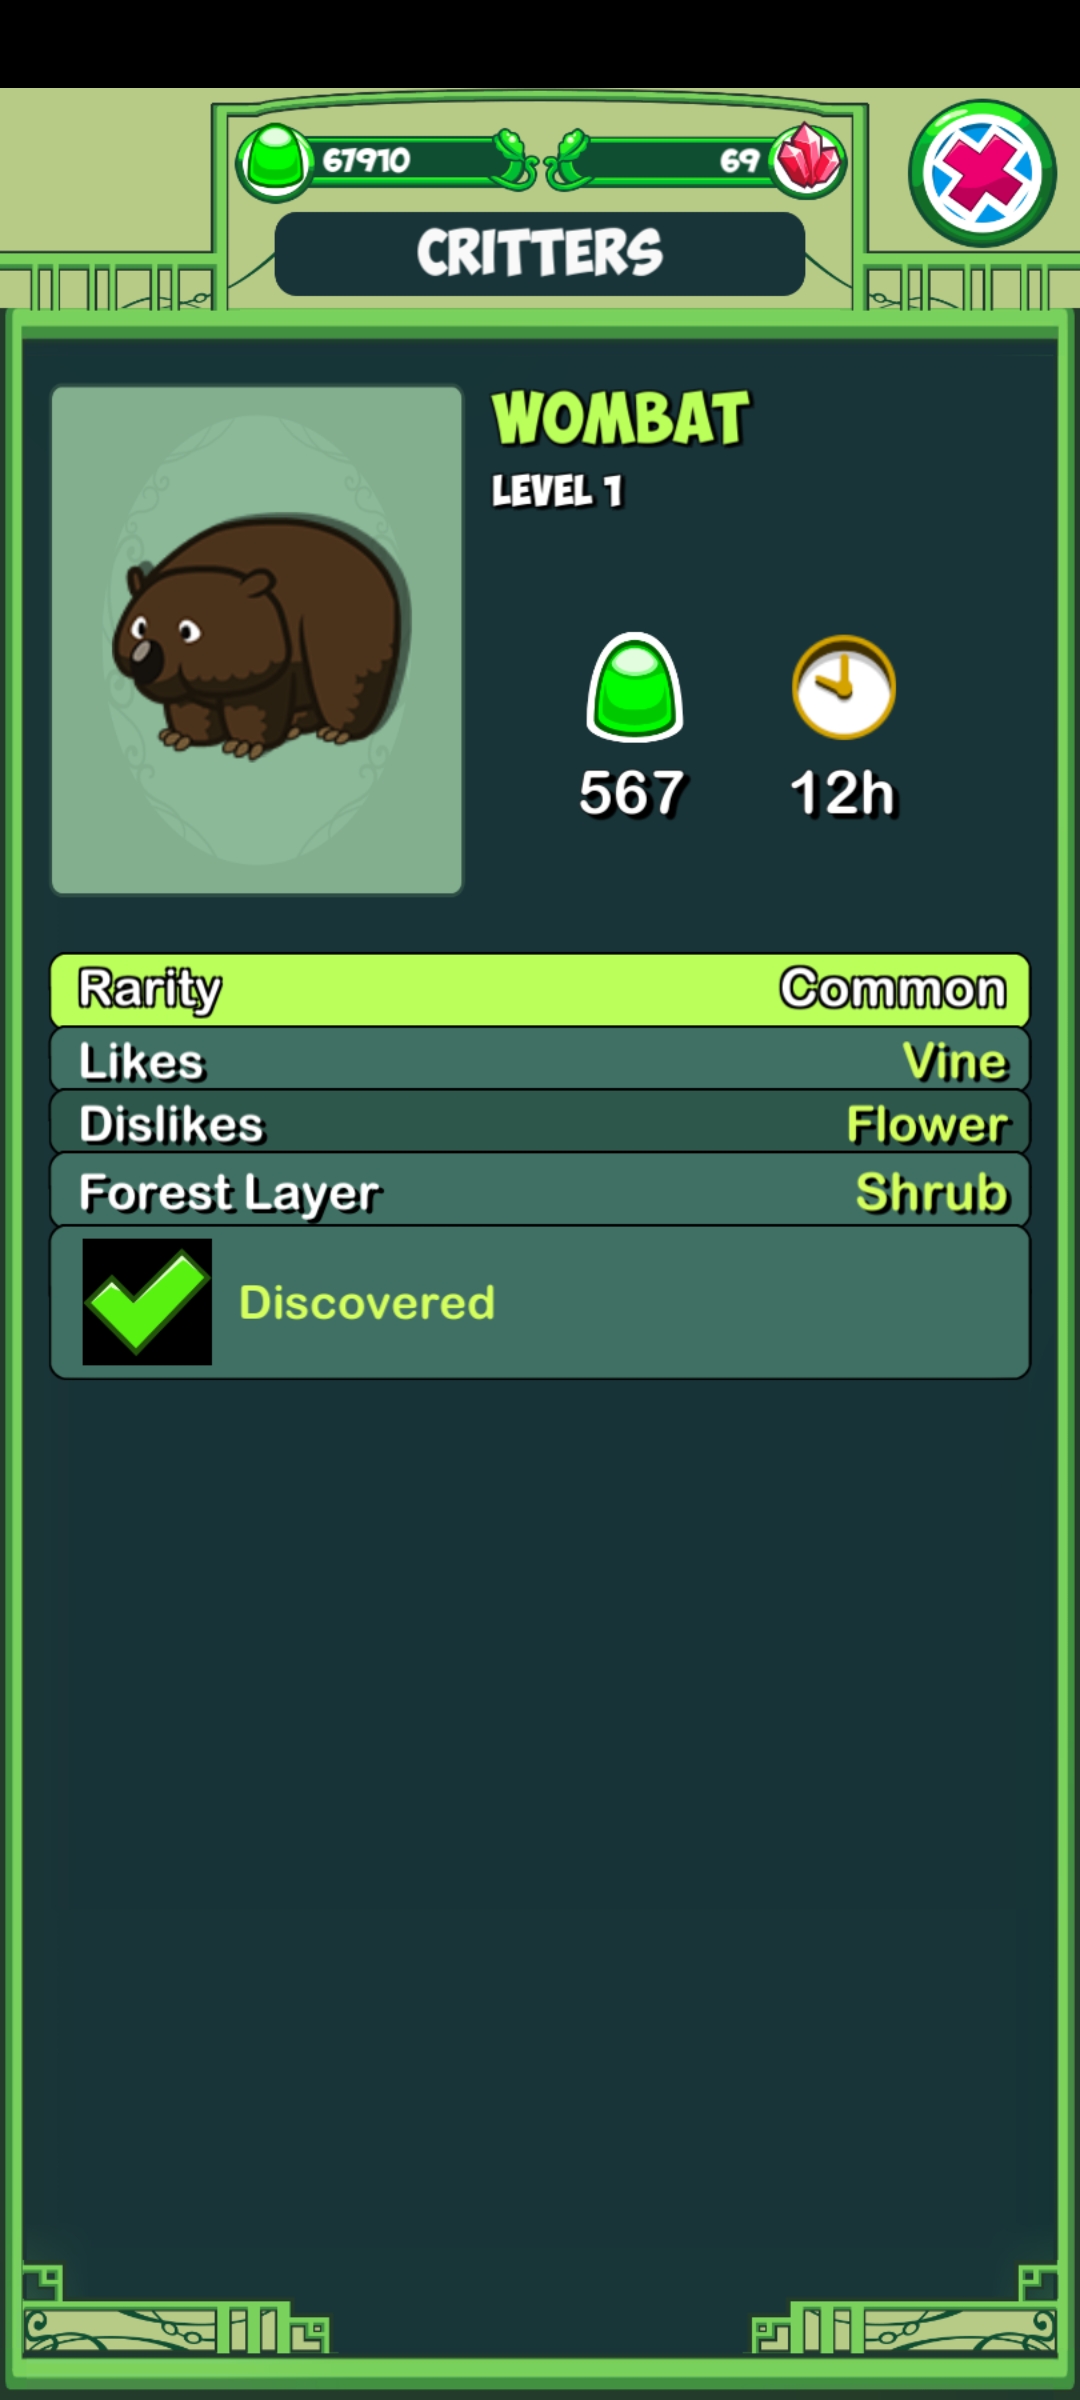 67910
69
CRITTERS
WOMBAT
LEVEL 1
567
12h
Rarity Common
Likes Vine
Dislikes Flower
Forest Layer Shrub
Discovered